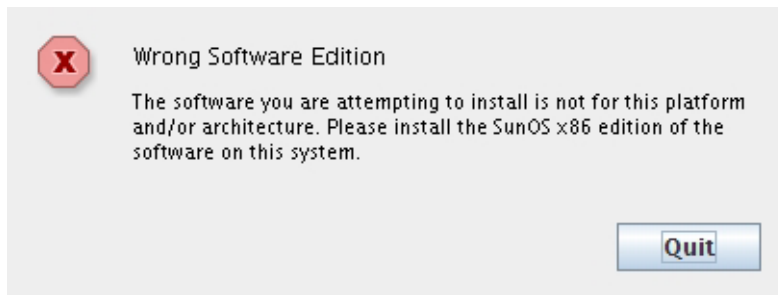 Wrong Software Edition
The software you are attempting to install is not for this platform
and/or architecture. Please install the SunOS x86 edition of the
software on this system.
Quit